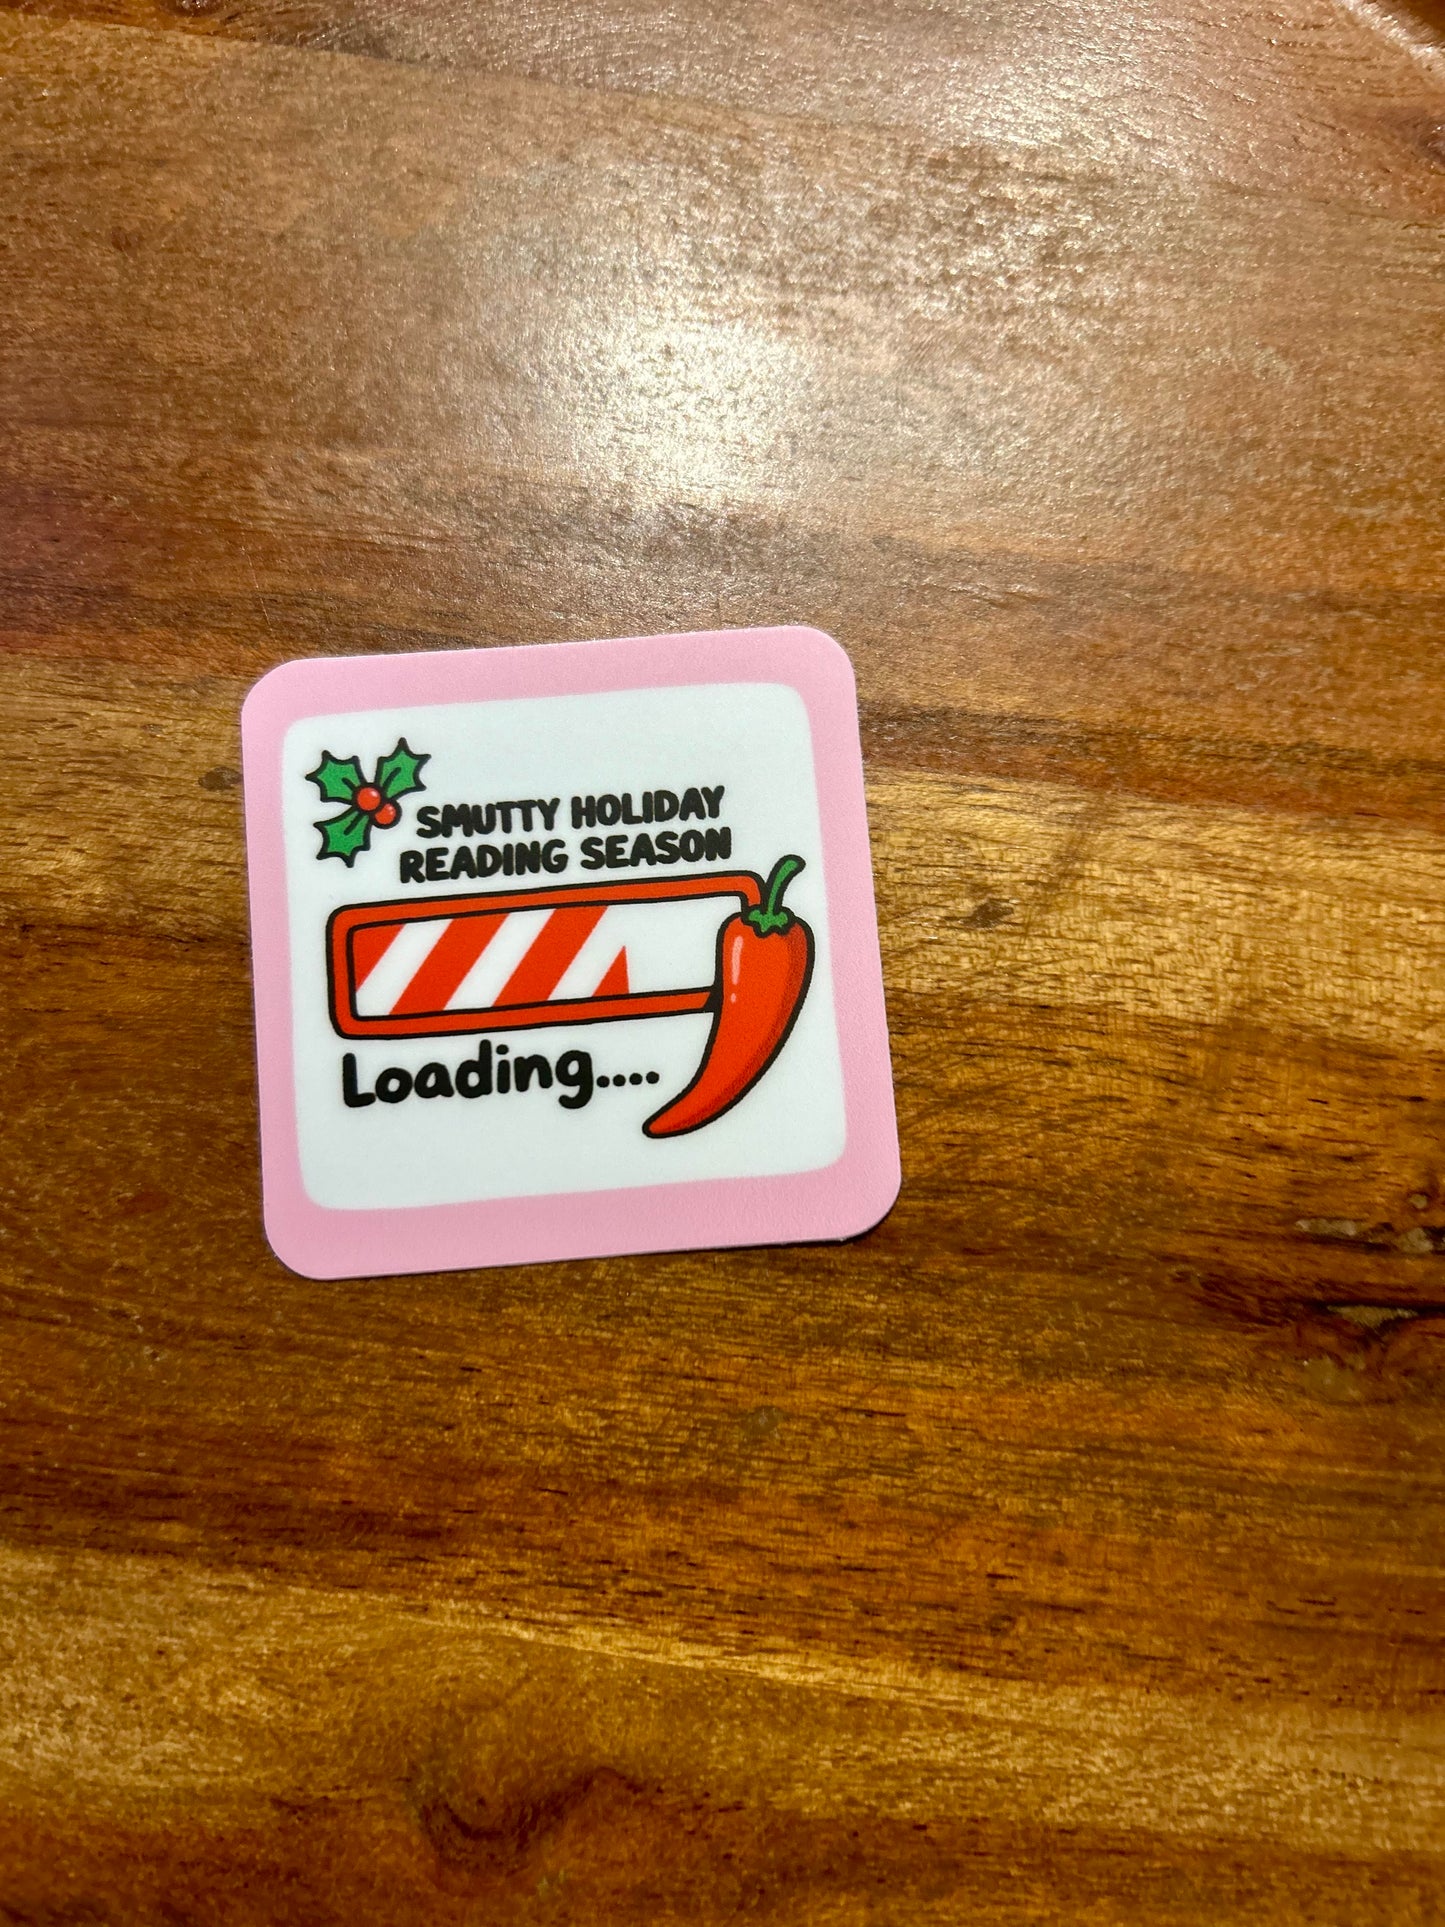 SMUTTY HOLIDAY
READING SEASON
Loading....